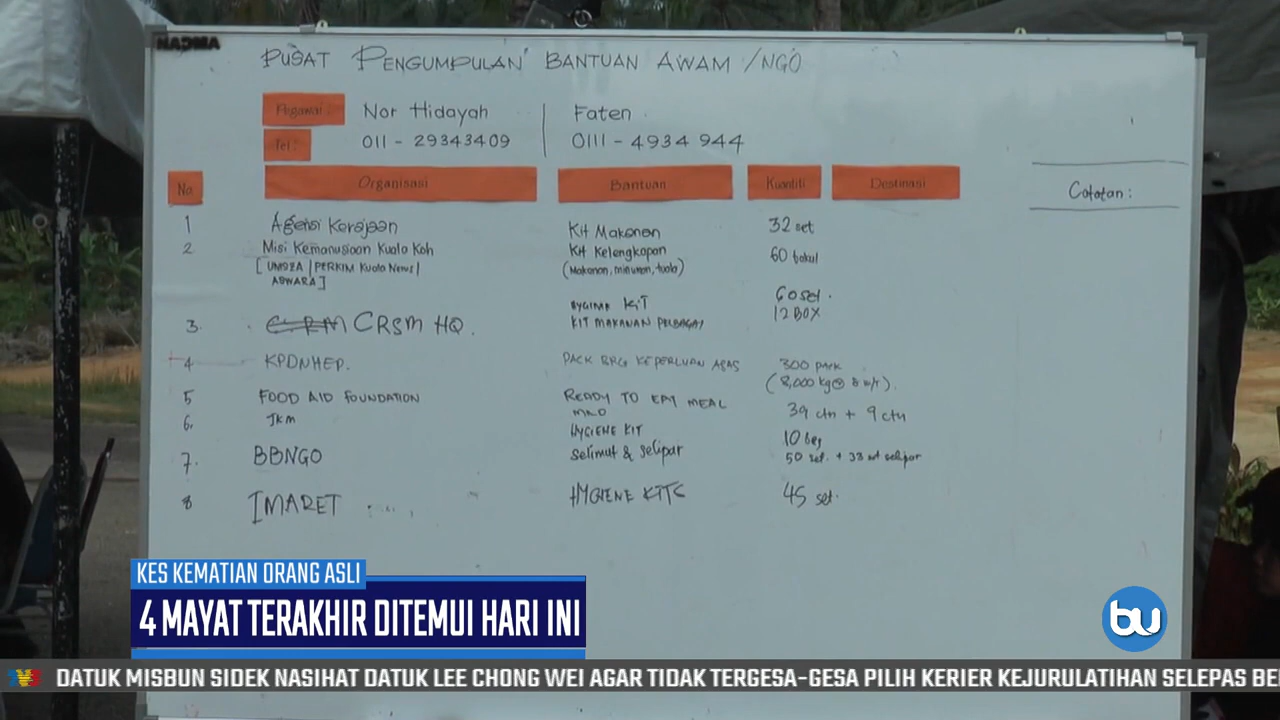 NADMA
PUSAT PENGUMPULAN BANTUAN AWAM /NGO
Pegawai : Nor Hidayah Faten
Tel : 011 - 29343409 0111 - 4934 944
No. Organisasi Bantuan Kuantiti Destinasi Catatan :
1 Agensi Kerajaan Kit Makanan 32 set
2 Misi Kemanusiaan Kuala Koh Kit Kelengkapan 60 bakul
[ UNSZA | PERKIM Kuala Nerus | (Makanan, minuman, tuala)
ASWARA ]
HYGIENE KIT 60 set.
3. CRSM HQ. KIT MAKANAN PELBAGAI 12 BOX
4 KPDNHEP. PACK BRG KEPERLUAN ASAS 300 pack
5 FOOD AID FOUNDATION READY TO EAT MEAL 39 ctn + 9 ctn
MILO
6. JKM HYGIENE KIT 10 beg
7. BBNGO Selimut & Selipar 50 set. + 33 set selipar
8 IMARET HYGIENE KITS 45 set.
KES KEMATIAN ORANG ASLI
4 MAYAT TERAKHIR DITEMUI HARI INI
bu
DATUK MISBUN SIDEK NASIHAT DATUK LEE CHONG WEI AGAR TIDAK TERGESA-GESA PILIH KERIER KEJURULATIHAN SELEPAS BE